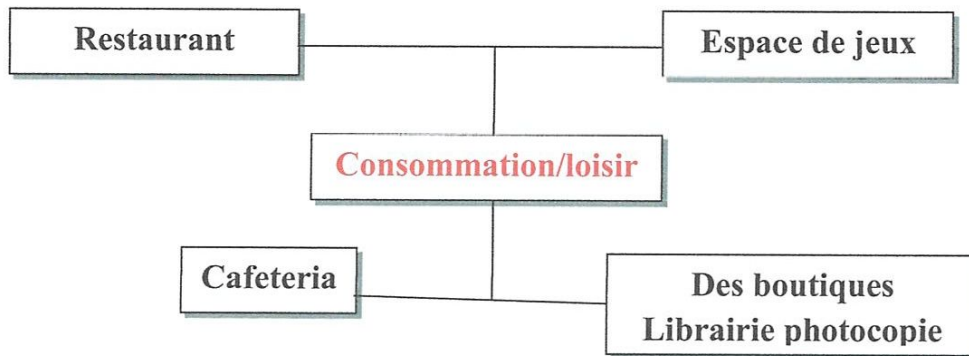 Restaurant
Espace de jeux
Consommation/loisir
Cafeteria
Des boutiques
Librairie photocopie